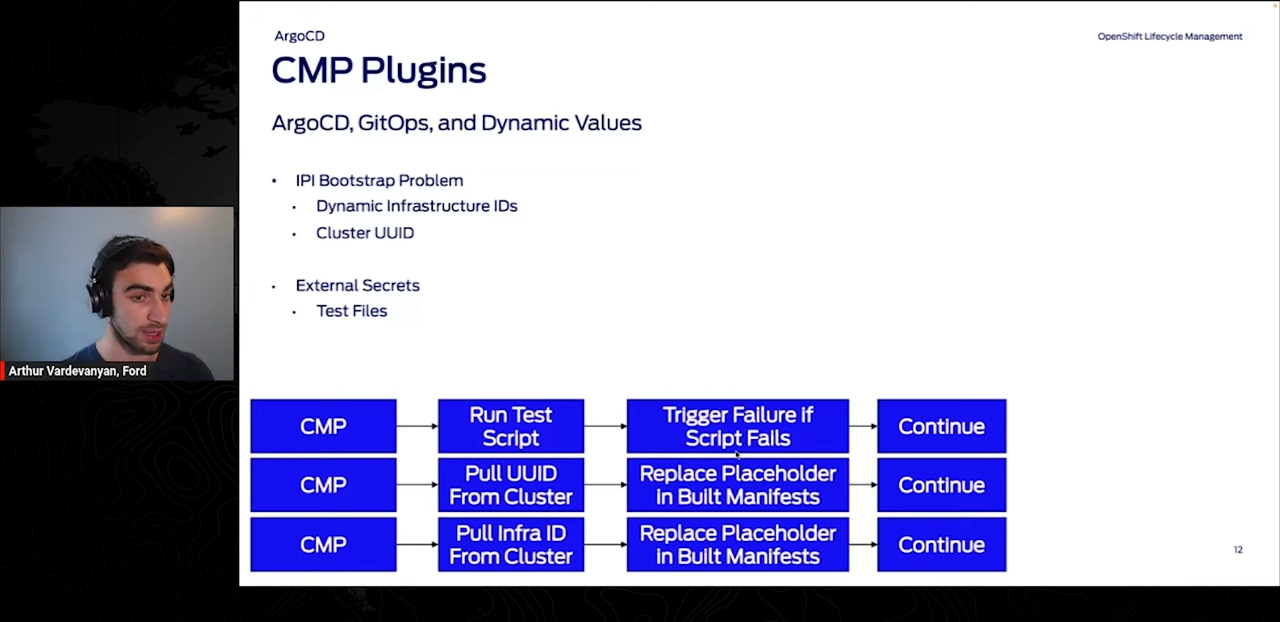 ArgoCD
OpenShift Lifecycle Management
CMP Plugins
ArgoCD, GitOps, and Dynamic Values
• IPI Bootstrap Problem
• Dynamic Infrastructure IDs
• Cluster UUID
• External Secrets
• Test Files
Arthur Vardevanyan, Ford
CMP
Run Test
Script
Trigger Failure if
Script Fails
Continue
CMP
Pull UUID
From Cluster
Replace Placeholder
in Built Manifests
Continue
CMP
Pull Infra ID
From Cluster
Replace Placeholder
in Built Manifests
Continue
12